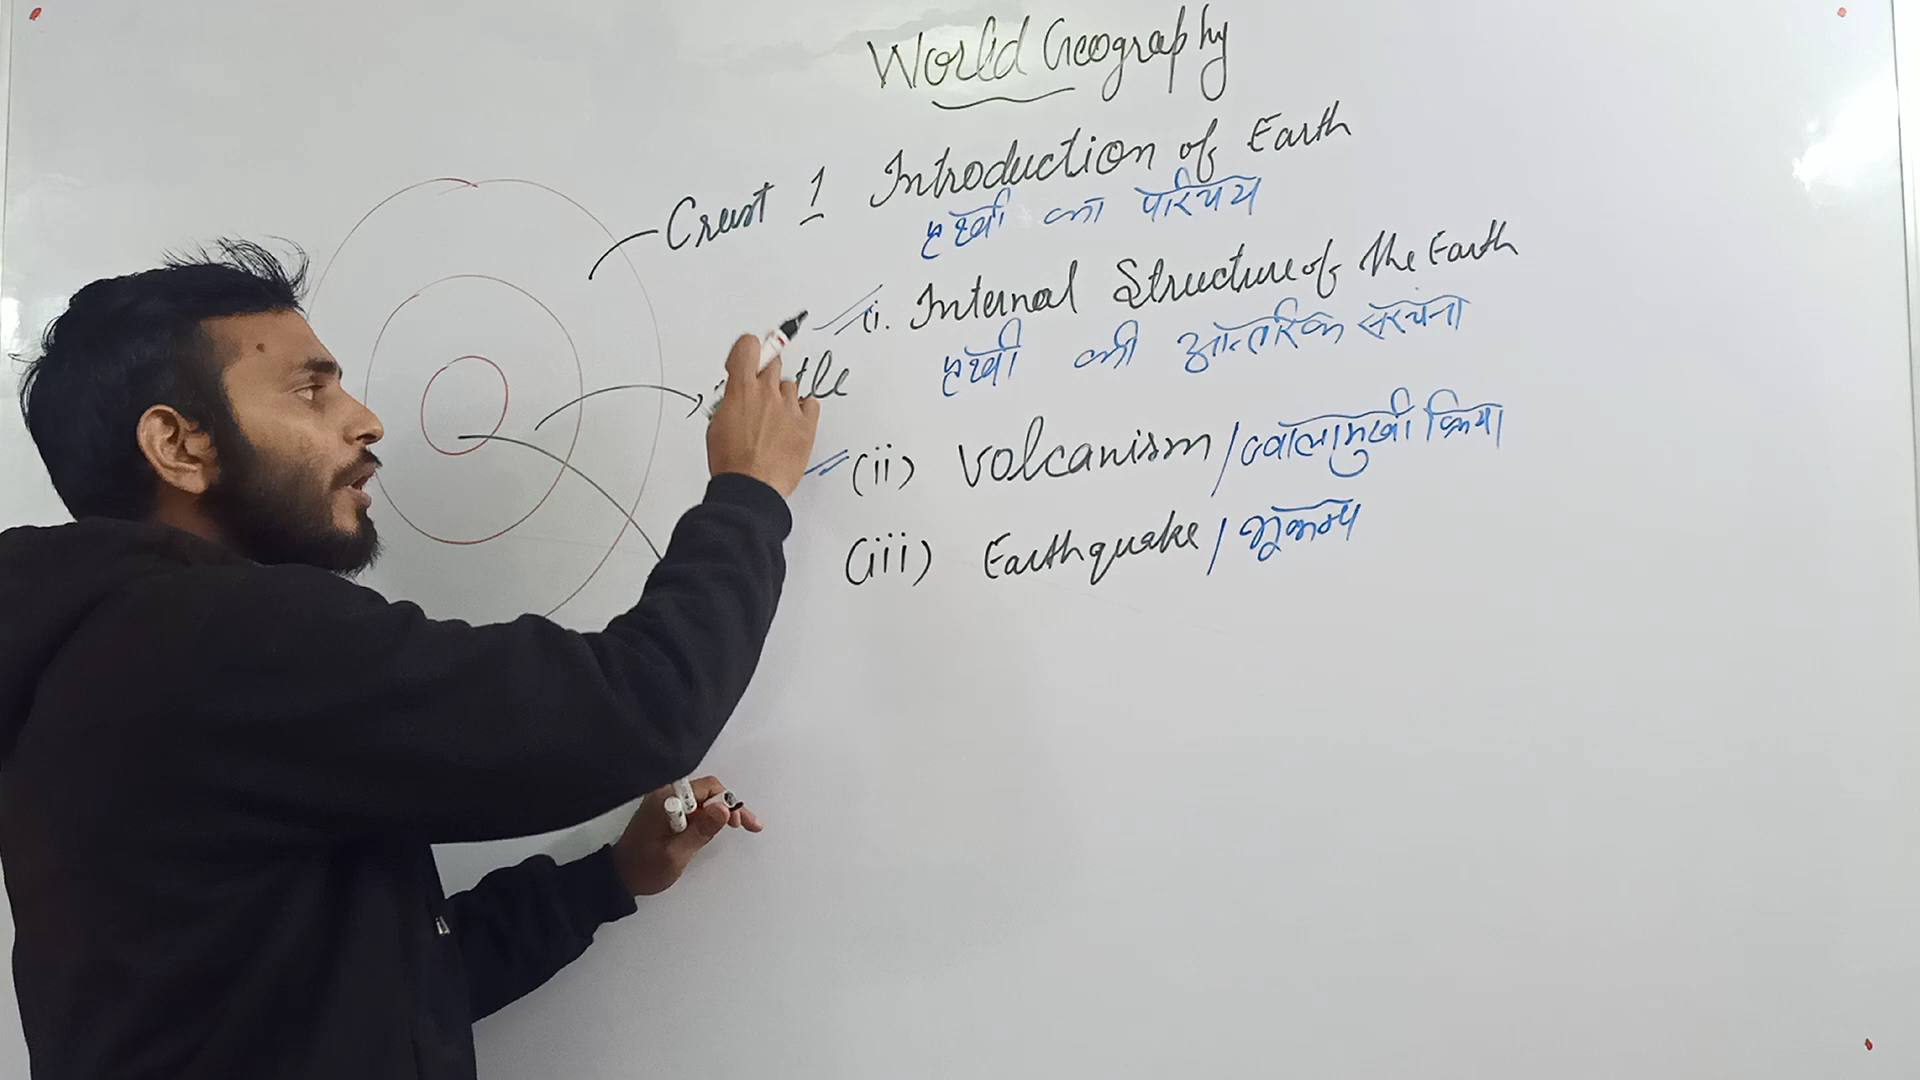 World Geography
Crust
1 Introduction of Earth
पृथ्वी का परिचय
i. Internal Structure of the Earth
पृथ्वी की आन्तरिक संरचना
(ii) Volcanism / ज्वालामुखी क्रिया
(iii) Earthquake / भूकम्प